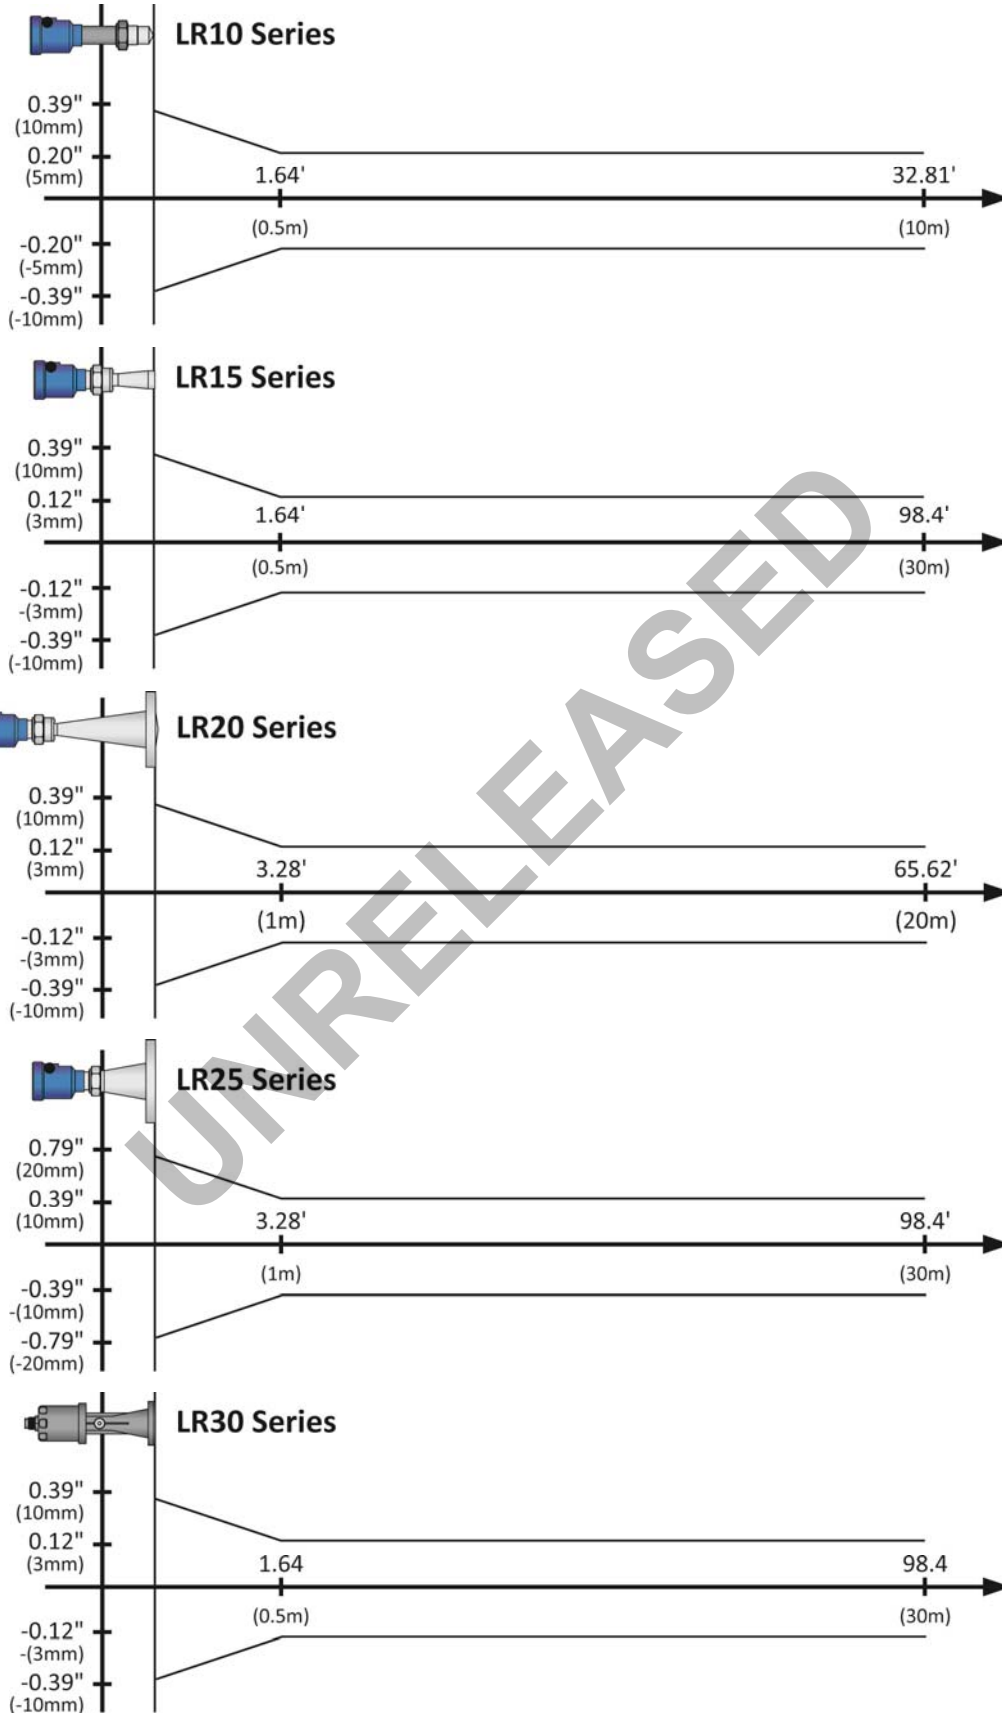 LR10 Series
0.39"
(10mm)
0.20"
(5mm)
1.64'
32.81'
(0.5m)
(10m)
-0.20"
(-5mm)
-0.39"
(-10mm)
LR15 Series
0.39"
(10mm)
0.12"
(3mm)
1.64'
98.4'
(0.5m)
(30m)
-0.12"
-(3mm)
-0.39"
(-10mm)
LR20 Series
0.39"
(10mm)
0.12"
(3mm)
3.28'
65.62'
(1m)
(20m)
-0.12"
-(3mm)
-0.39"
(-10mm)
LR25 Series
0.79"
(20mm)
0.39"
(10mm)
3.28'
98.4'
(1m)
(30m)
-0.39"
-(10mm)
-0.79"
(-20mm)
LR30 Series
0.39"
(10mm)
0.12"
(3mm)
1.64
98.4
(0.5m)
(30m)
-0.12"
-(3mm)
-0.39"
(-10mm)
UNRELEASED